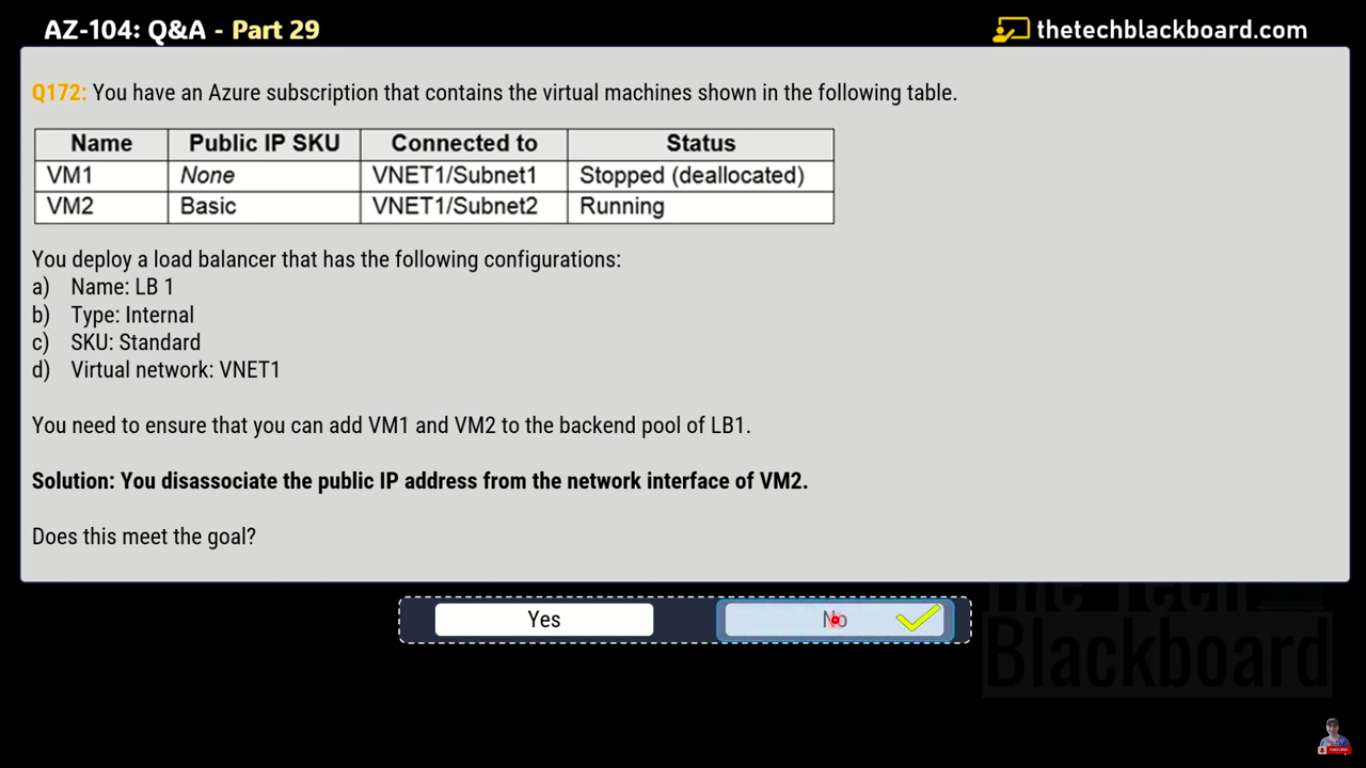 AZ-104: Q&A - Part 29
thetechblackboard.com
Q172: You have an Azure subscription that contains the virtual machines shown in the following table.
Name Public IP SKU Connected to Status
VM1 None VNET1/Subnet1 Stopped (deallocated)
VM2 Basic VNET1/Subnet2 Running
You deploy a load balancer that has the following configurations:
a) Name: LB 1
b) Type: Internal
c) SKU: Standard
d) Virtual network: VNET1
You need to ensure that you can add VM1 and VM2 to the backend pool of LB1.
Solution: You disassociate the public IP address from the network interface of VM2.
Does this meet the goal?
Yes No
The Tech
Blackboard